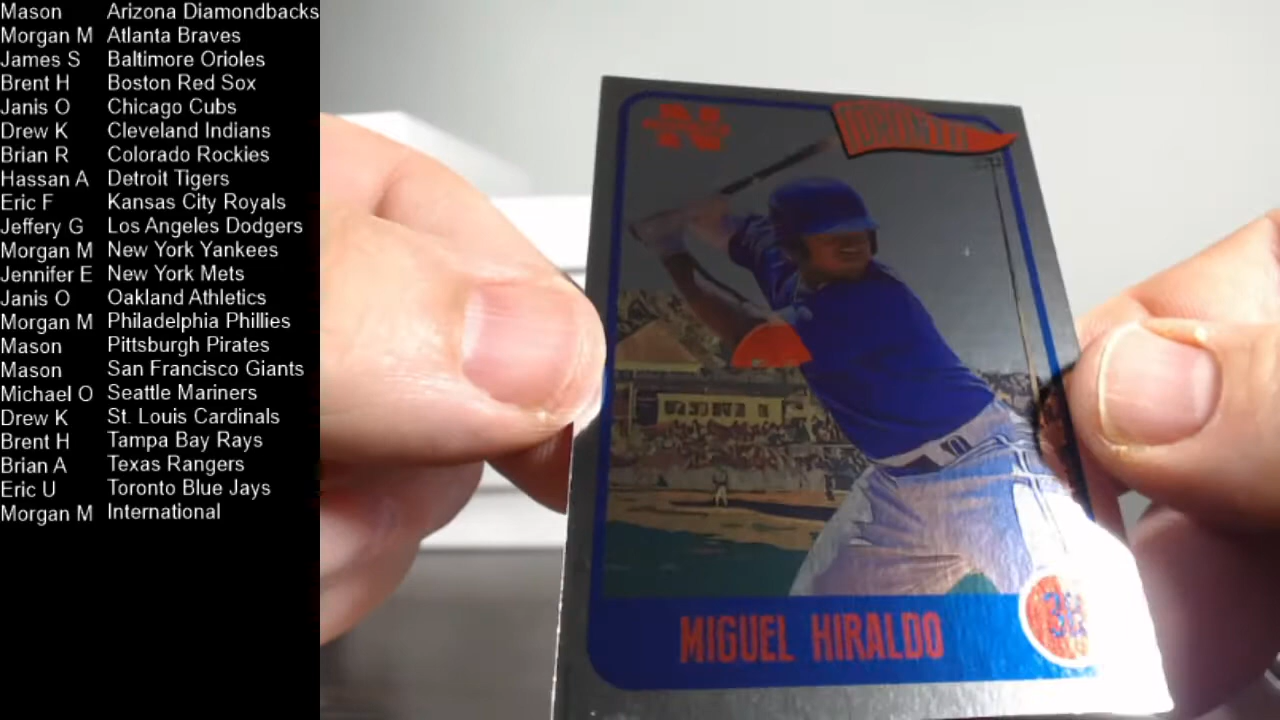 Mason Arizona Diamondbacks
Morgan M Atlanta Braves
James S Baltimore Orioles
Brent H Boston Red Sox
Janis O Chicago Cubs
Drew K Cleveland Indians
Brian R Colorado Rockies
Hassan A Detroit Tigers
Eric F Kansas City Royals
Jeffery G Los Angeles Dodgers
Morgan M New York Yankees
Jennifer E New York Mets
Janis O Oakland Athletics
Morgan M Philadelphia Phillies
Mason Pittsburgh Pirates
Mason San Francisco Giants
Michael O Seattle Mariners
Drew K St. Louis Cardinals
Brent H Tampa Bay Rays
Brian A Texas Rangers
Eric U Toronto Blue Jays
Morgan M International
N
TORONTO
MIGUEL HIRALDO